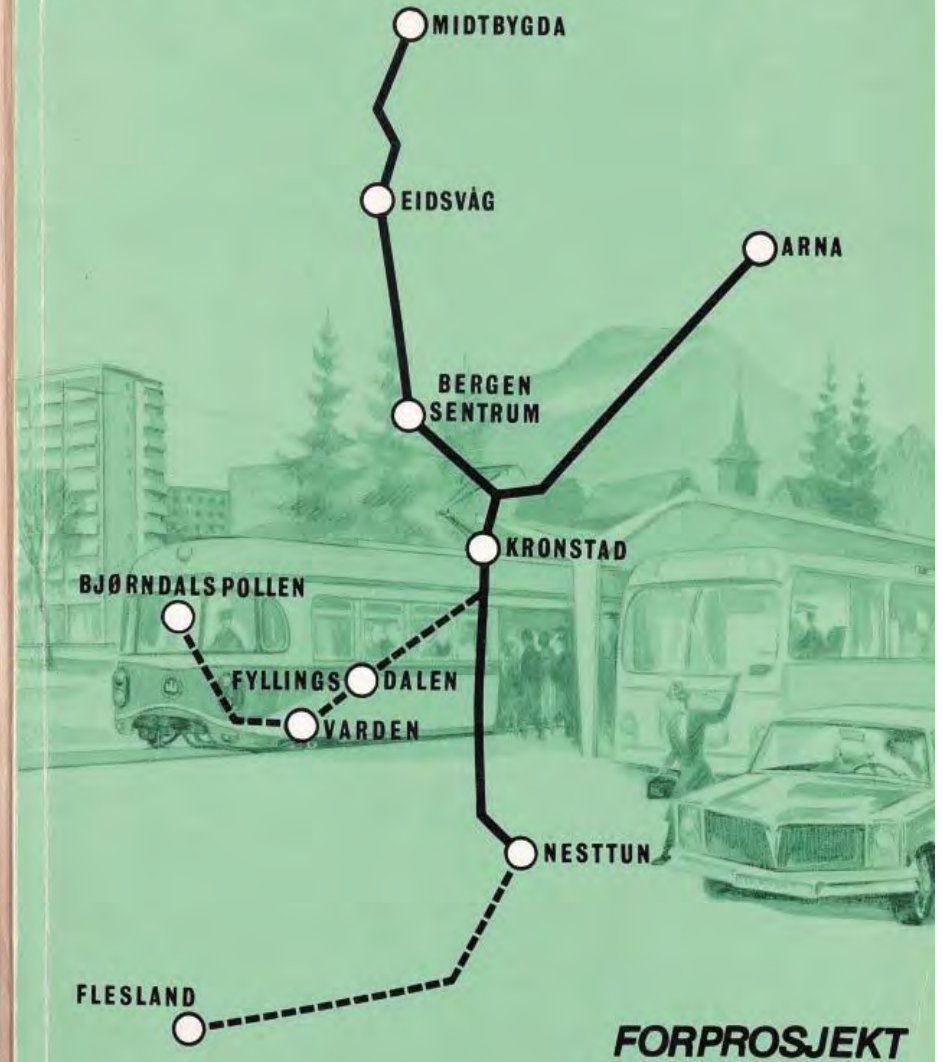 MIDTBYGDA
EIDSVÅG
ARNA
BERGEN
SENTRUM
KRONSTAD
BJØRNDALSPOLLEN
FYLLINGSDALEN
VARDEN
NESTTUN
FLESLAND
FORPROSJEKT